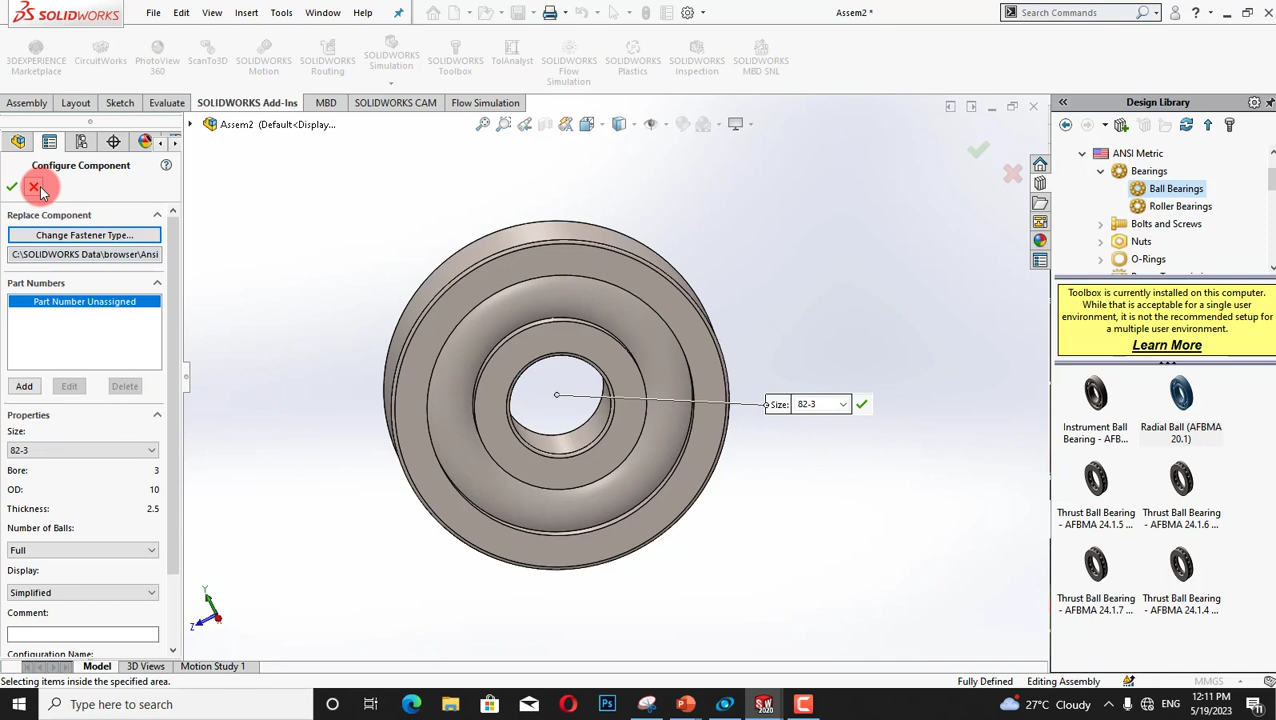 SOLIDWORKS
File Edit View Insert Tools Window Help
Assem2 *
Search Commands
3DEXPERIENCE Marketplace
CircuitWorks
PhotoView 360
ScanTo3D
SOLIDWORKS Motion
SOLIDWORKS Routing
SOLIDWORKS Simulation
SOLIDWORKS Toolbox
TolAnalyst
SOLIDWORKS Flow Simulation
SOLIDWORKS Plastics
SOLIDWORKS Inspection
SOLIDWORKS MBD SNL
Assembly Layout Sketch Evaluate SOLIDWORKS Add-Ins MBD SOLIDWORKS CAM Flow Simulation
Assem2 (Default<Display...
Configure Component
Replace Component
Change Fastener Type...
C:\SOLIDWORKS Data\browser\Ansi
Part Numbers
Part Number Unassigned
Add Edit Delete
Properties
Size:
82-3
Bore: 3
OD: 10
Thickness: 2.5
Number of Balls:
Full
Display:
Simplified
Comment:
Configuration Name:
Size: 82-3
Y
Z
Design Library
ANSI Metric
Bearings
Ball Bearings
Roller Bearings
Bolts and Screws
Nuts
O-Rings
Toolbox is currently installed on this computer.
While that is acceptable for a single user
environment, it is not the recommended setup for
a multiple user environment.
Learn More
Instrument Ball Bearing - AFB...
Radial Ball (AFBMA 20.1)
Thrust Ball Bearing - AFBMA 24.1.5 ...
Thrust Ball Bearing - AFBMA 24.1.6 ...
Thrust Ball Bearing - AFBMA 24.1.7 ...
Thrust Ball Bearing - AFBMA 24.1.4 ...
Model 3D Views Motion Study 1
Selecting items inside the specified area.
Fully Defined
Editing Assembly
MMGS
Type here to search
27°C Cloudy
12:11 PM
5/19/2023